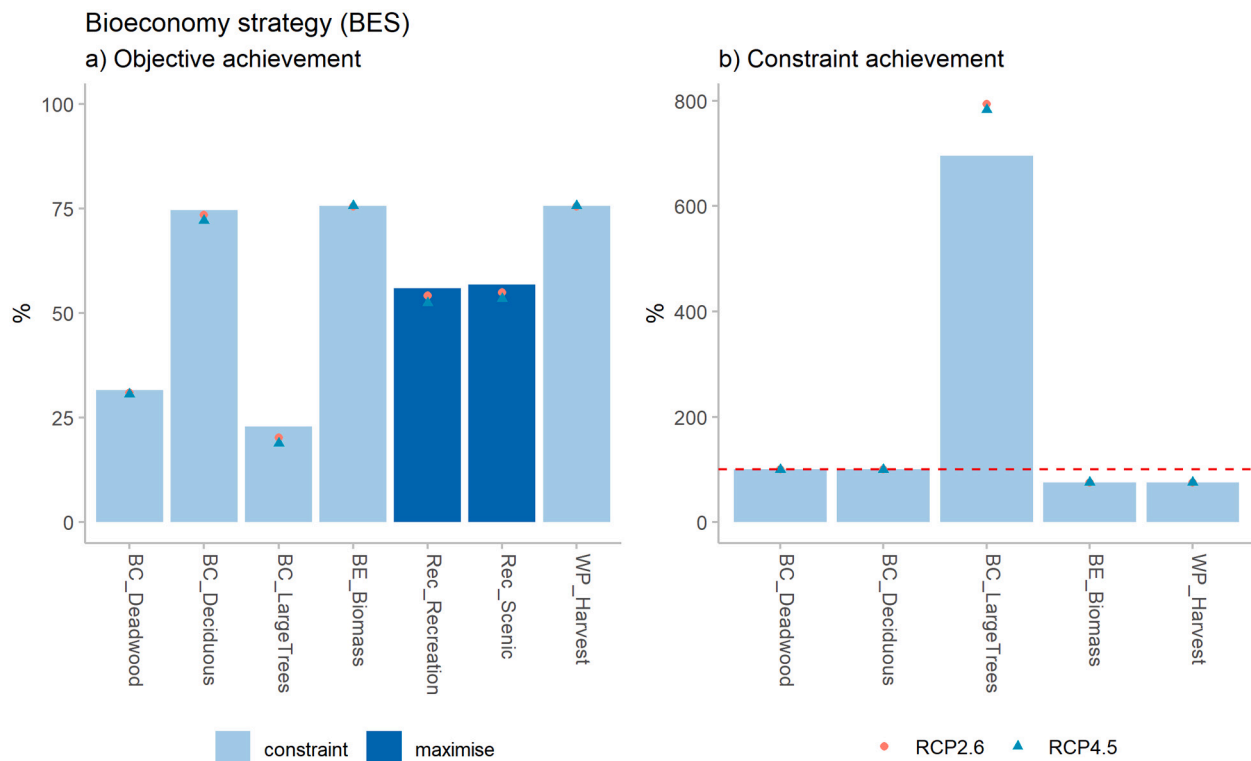 Bioeconomy strategy (BES)
a) Objective achievement
100
75
50
25
0
%
BC_Deadwood
BC_Deciduous
BC_LargeTrees
BE_Biomass
Rec_Recreation
Rec_Scenic
WP_Harvest
constraint
maximise
b) Constraint achievement
800
600
400
200
0
%
BC_Deadwood
BC_Deciduous
BC_LargeTrees
BE_Biomass
WP_Harvest
RCP2.6
RCP4.5